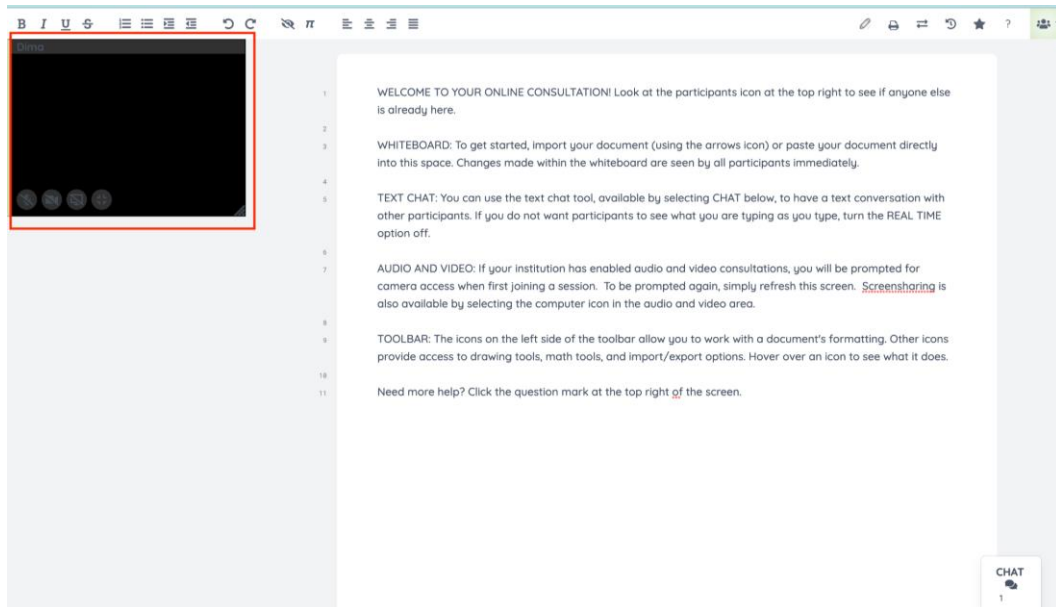 B I U S π ?
Dima
1 WELCOME TO YOUR ONLINE CONSULTATION! Look at the participants icon at the top right to see if anyone else
is already here.
2
3 WHITEBOARD: To get started, import your document (using the arrows icon) or paste your document directly
into this space. Changes made within the whiteboard are seen by all participants immediately.
4
5 TEXT CHAT: You can use the text chat tool, available by selecting CHAT below, to have a text conversation with
other participants. If you do not want participants to see what you are typing as you type, turn the REAL TIME
option off.
6
7 AUDIO AND VIDEO: If your institution has enabled audio and video consultations, you will be prompted for
camera access when first joining a session.  To be prompted again, simply refresh this screen.  Screensharing is
also available by selecting the computer icon in the audio and video area.
8
9 TOOLBAR: The icons on the left side of the toolbar allow you to work with a document's formatting. Other icons
provide access to drawing tools, math tools, and import/export options. Hover over an icon to see what it does.
10
11 Need more help? Click the question mark at the top right of the screen.
CHAT
1